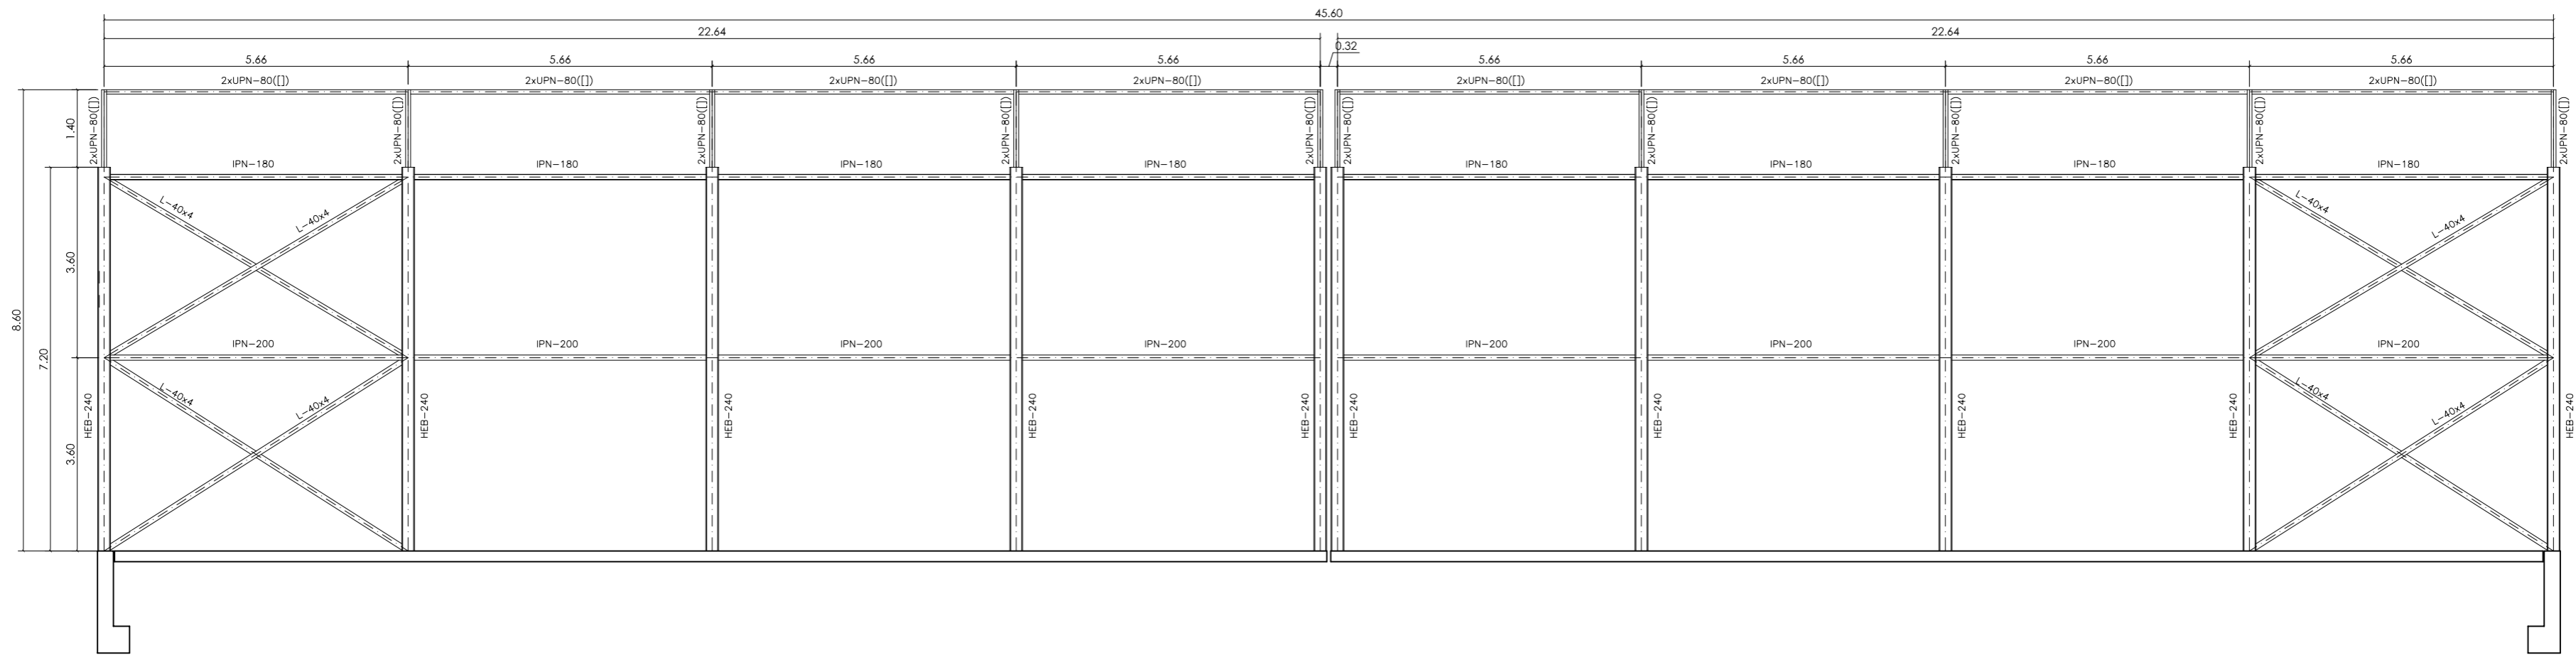 45.60
22.64 22.64
0.32
5.66 5.66 5.66 5.66 5.66 5.66 5.66 5.66
2xUPN-80([]) 2xUPN-80([]) 2xUPN-80([]) 2xUPN-80([]) 2xUPN-80([]) 2xUPN-80([]) 2xUPN-80([]) 2xUPN-80([])
1.40
2xUPN-80([]) 2xUPN-80([]) 2xUPN-80([]) 2xUPN-80([]) 2xUPN-80([]) 2xUPN-80([]) 2xUPN-80([]) 2xUPN-80([]) 2xUPN-80([]) 2xUPN-80([])
IPN-180 IPN-180 IPN-180 IPN-180 IPN-180 IPN-180 IPN-180 IPN-180
L-40x4 L-40x4 L-40x4 L-40x4
3.60
8.60
7.20
IPN-200 IPN-200 IPN-200 IPN-200 IPN-200 IPN-200 IPN-200 IPN-200
L-40x4 L-40x4 L-40x4 L-40x4
HEB-240 HEB-240 HEB-240 HEB-240 HEB-240 HEB-240 HEB-240 HEB-240 HEB-240 HEB-240
3.60